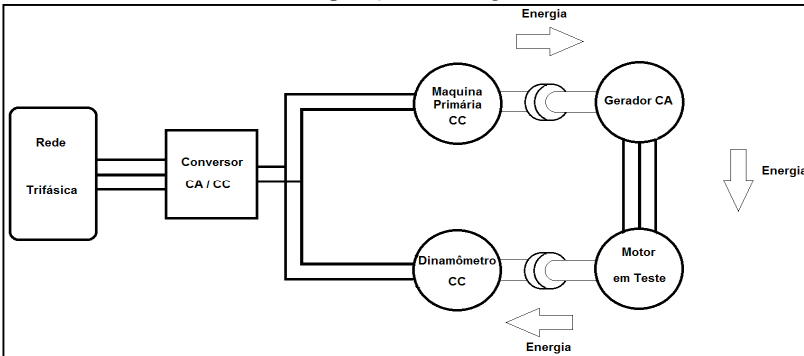 Energia
Maquina
Primária
CC
Gerador CA
Rede
Trifásica
Conversor
CA / CC
Energia
Dinamômetro
CC
Motor
em Teste
Energia